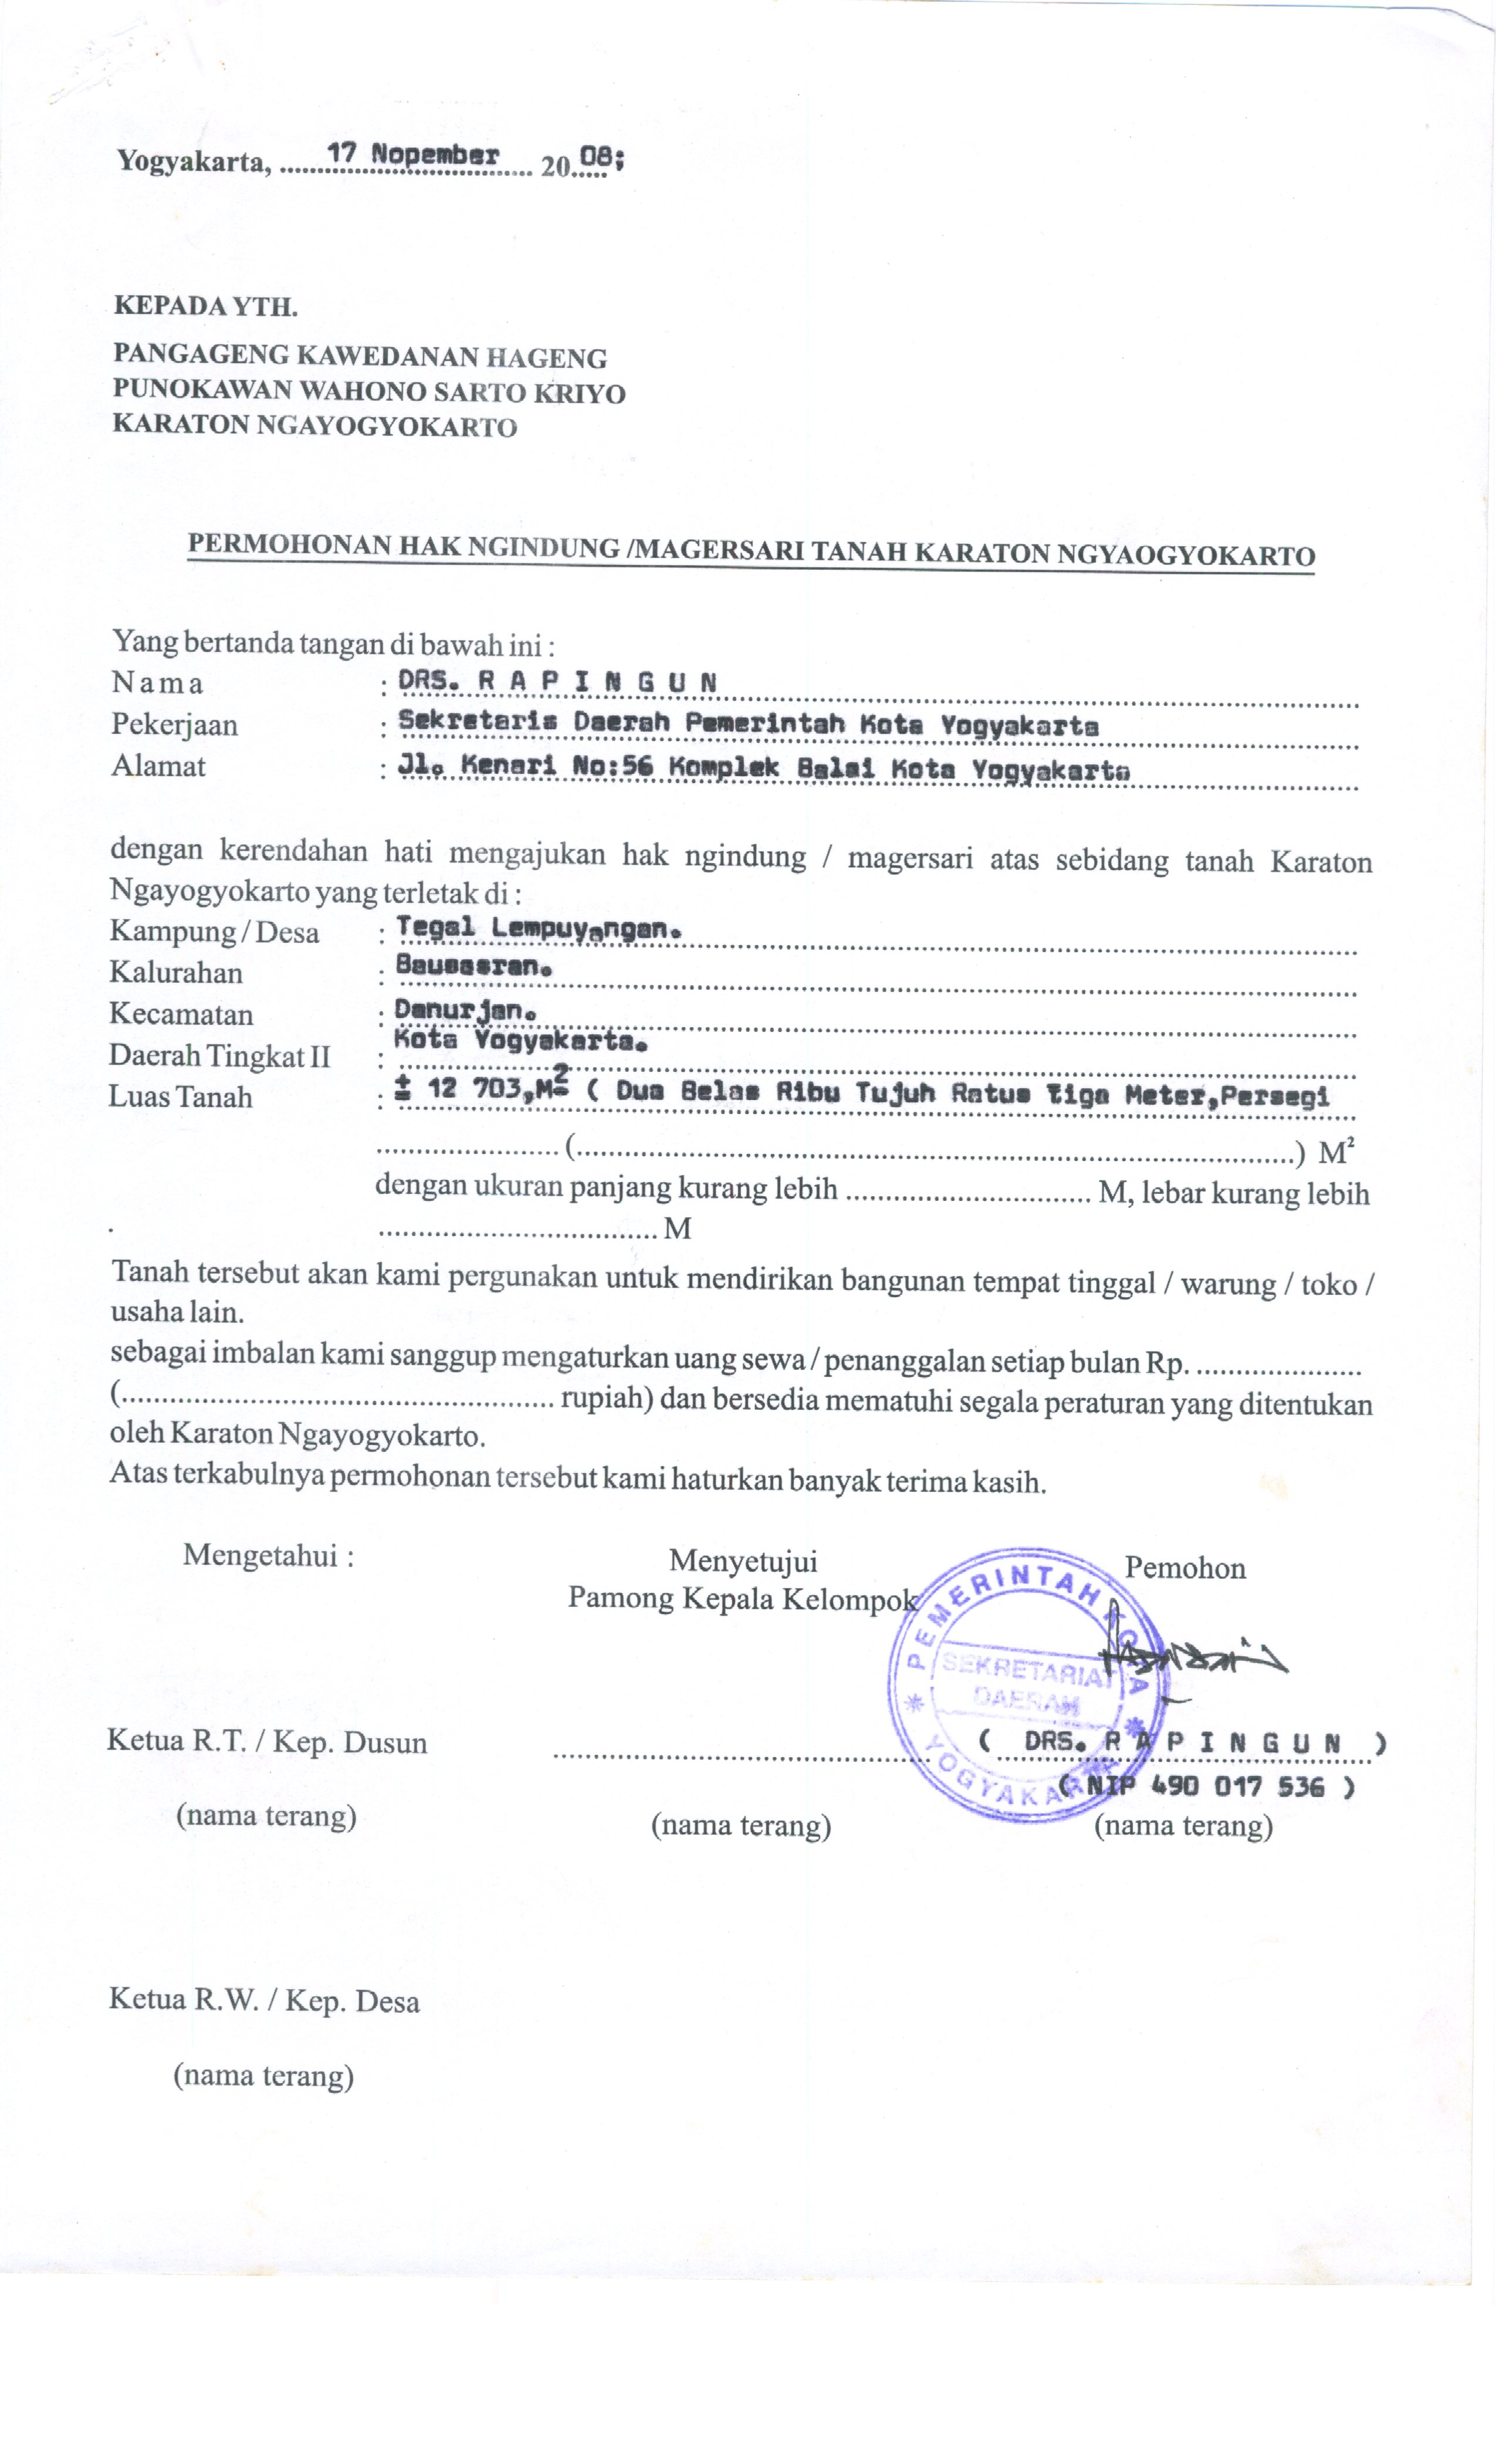 Yogyakarta, ..... 17 Nopember ..... 20 08;
KEPADA YTH.
PANGAGENG KAWEDANAN HAGENG
PUNOKAWAN WAHONO SARTO KRIYO
KARATON NGAYOGYOKARTO
PERMOHONAN HAK NGINDUNG /MAGERSARI TANAH KARATON NGYAOGYOKARTO
Yang bertanda tangan di bawah ini :
Nama : DRS. R A P I N G U N
Pekerjaan : Sekretaris Daerah Pemerintah Kota Yogyakarta
Alamat : Jl. Kenari No:56 Komplek Balai Kota Yogyakarta
dengan kerendahan hati mengajukan hak ngindung / magersari atas sebidang tanah Karaton
Ngayogyokarto yang terletak di :
Kampung / Desa : Tegal Lempuyangan.
Kalurahan : Bausasran.
Kecamatan : Danurjan.
Daerah Tingkat II : Kota Yogyakarta.
Luas Tanah : ± 12 703,M2 ( Dua Belas Ribu Tujuh Ratus Tiga Meter,Persegi
..................... (..........................................................) M²
dengan ukuran panjang kurang lebih .............................. M, lebar kurang lebih
.................................. M
Tanah tersebut akan kami pergunakan untuk mendirikan bangunan tempat tinggal / warung / toko /
usaha lain.
sebagai imbalan kami sanggup mengaturkan uang sewa / penanggalan setiap bulan Rp. ....................
(..................................................... rupiah) dan bersedia mematuhi segala peraturan yang ditentukan
oleh Karaton Ngayogyokarto.
Atas terkabulnya permohonan tersebut kami haturkan banyak terima kasih.
Mengetahui : Menyetujui Pemohon
Pamong Kepala Kelompok
PEMERINTAH KOTA
SEKRETARIAT
DAERAH
YOGYAKARTA
Ketua R.T. / Kep. Dusun ............................................. ( DRS. R A P I N G U N )
( NIP 490 017 536 )
(nama terang) (nama terang) (nama terang)
Ketua R.W. / Kep. Desa
(nama terang)